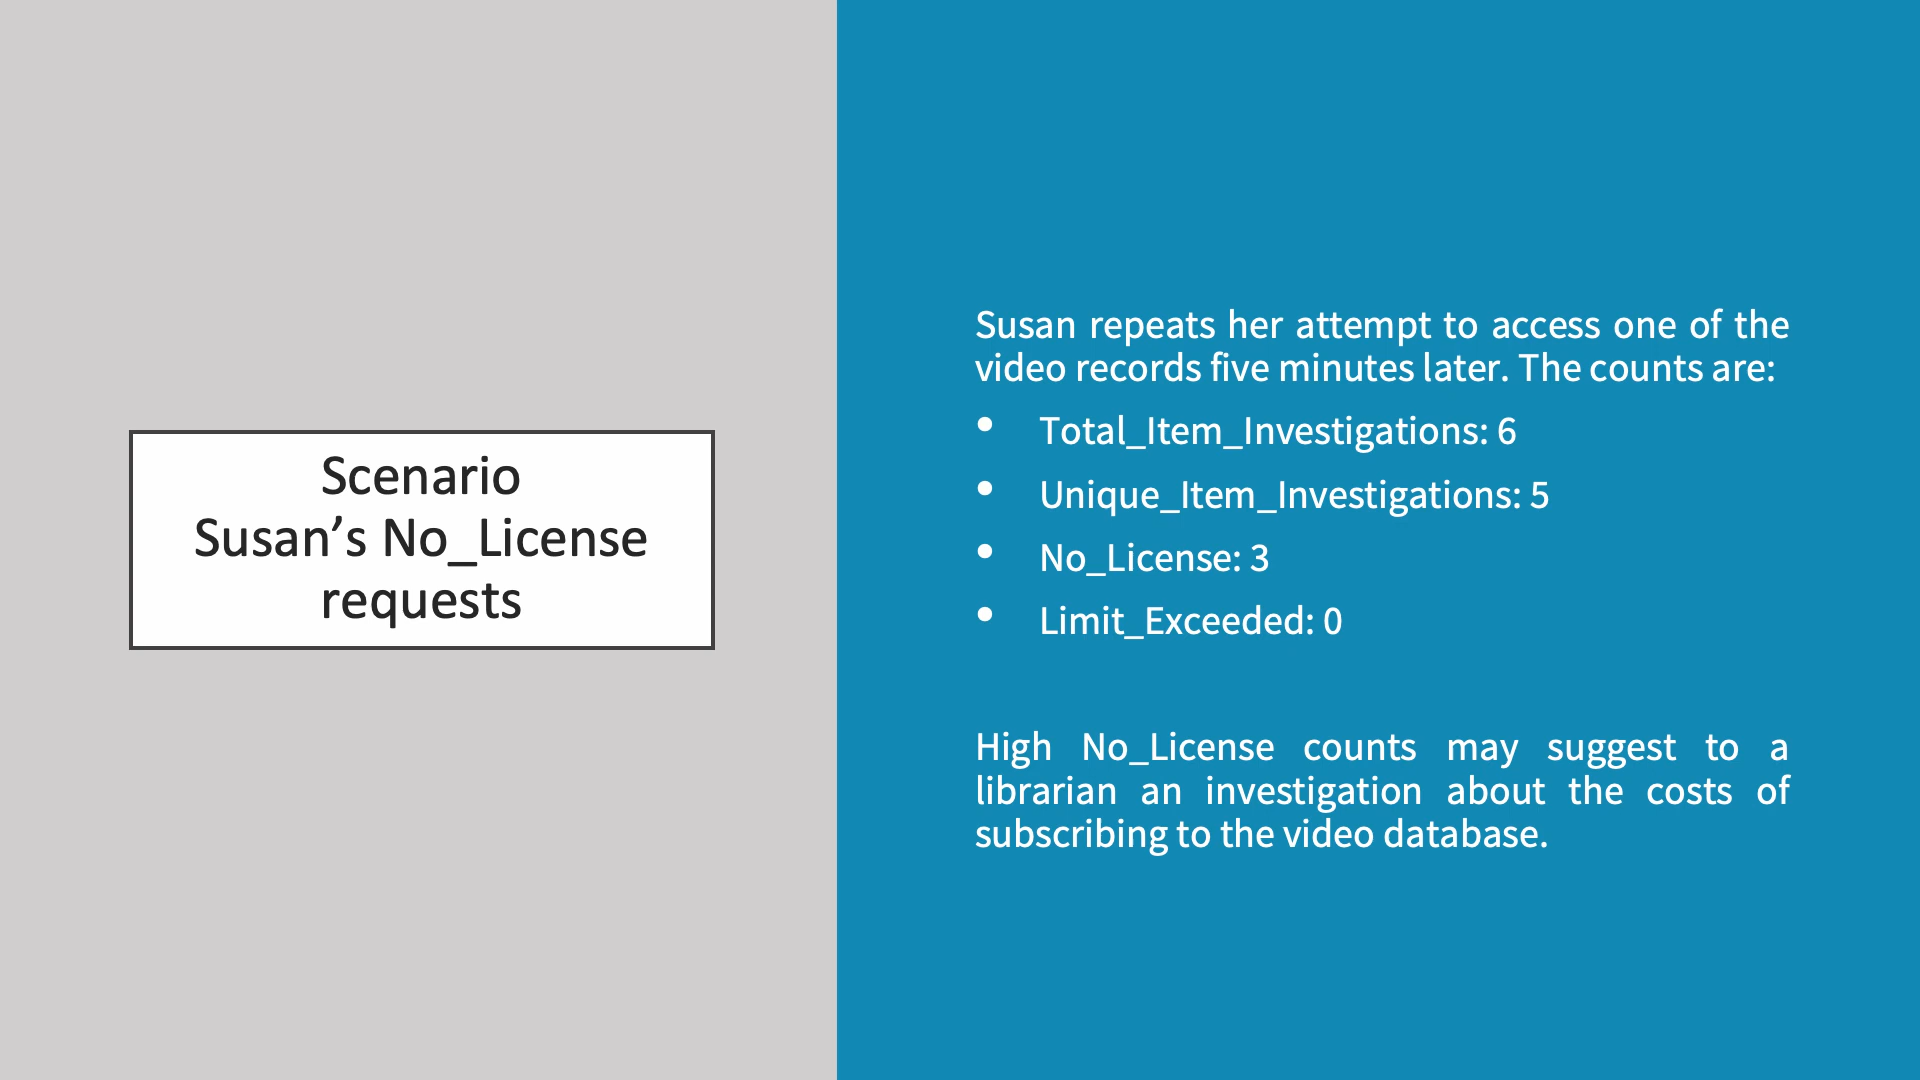 Scenario
Susan’s No_License
requests
Susan repeats her attempt to access one of the
video records five minutes later. The counts are:
• Total_Item_Investigations: 6
• Unique_Item_Investigations: 5
• No_License: 3
• Limit_Exceeded: 0
High No_License counts may suggest to a
librarian an investigation about the costs of
subscribing to the video database.